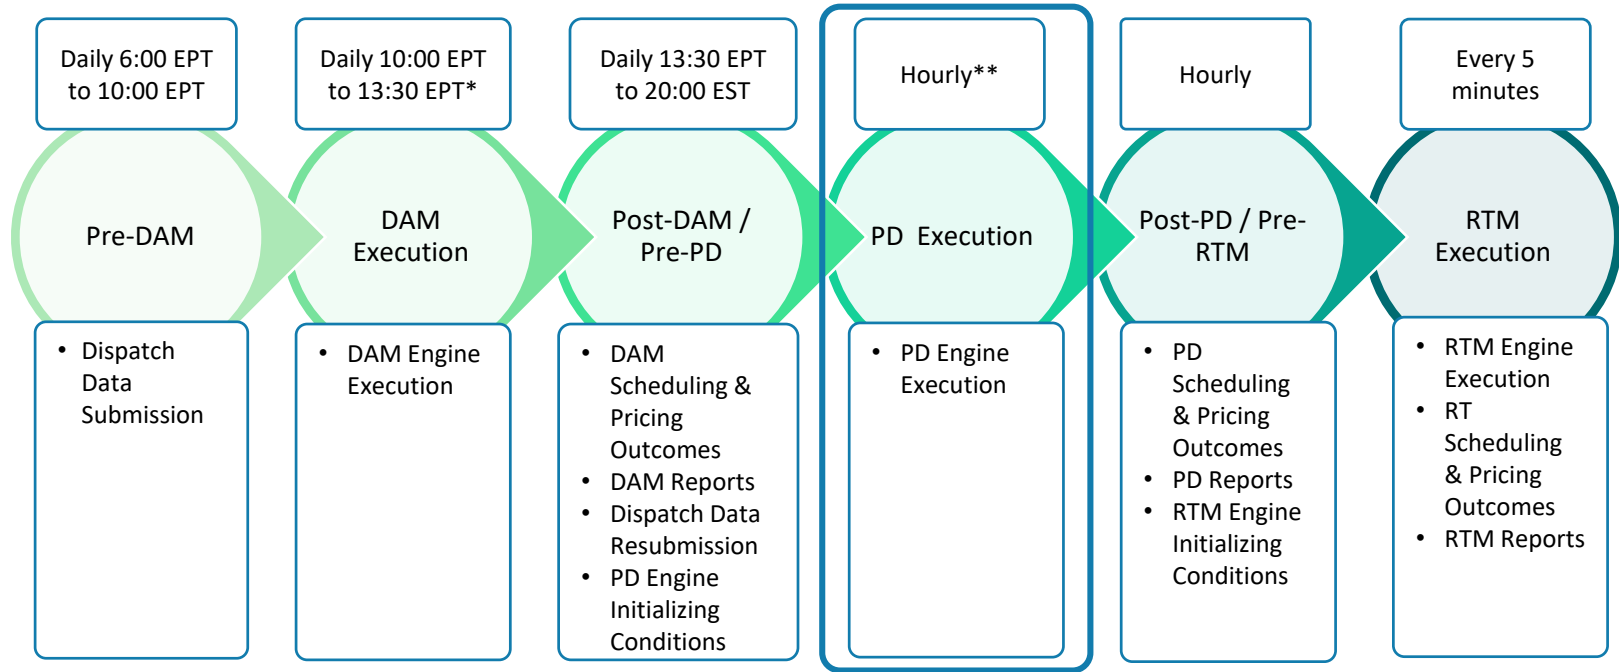 Daily 6:00 EPT
to 10:00 EPT
Daily 10:00 EPT
to 13:30 EPT*
Daily 13:30 EPT
to 20:00 EST
Hourly**
Hourly
Every 5
minutes
Pre-DAM
DAM
Execution
Post-DAM /
Pre-PD
PD Execution
Post-PD / Pre-
RTM
RTM
Execution
• Dispatch
Data
Submission
• DAM Engine
Execution
• DAM
Scheduling &
Pricing
Outcomes
• DAM Reports
• Dispatch Data
Resubmission
• PD Engine
Initializing
Conditions
• PD Engine
Execution
• PD
Scheduling
& Pricing
Outcomes
• PD Reports
• RTM Engine
Initializing
Conditions
• RTM Engine
Execution
• RT
Scheduling
& Pricing
Outcomes
• RTM Reports